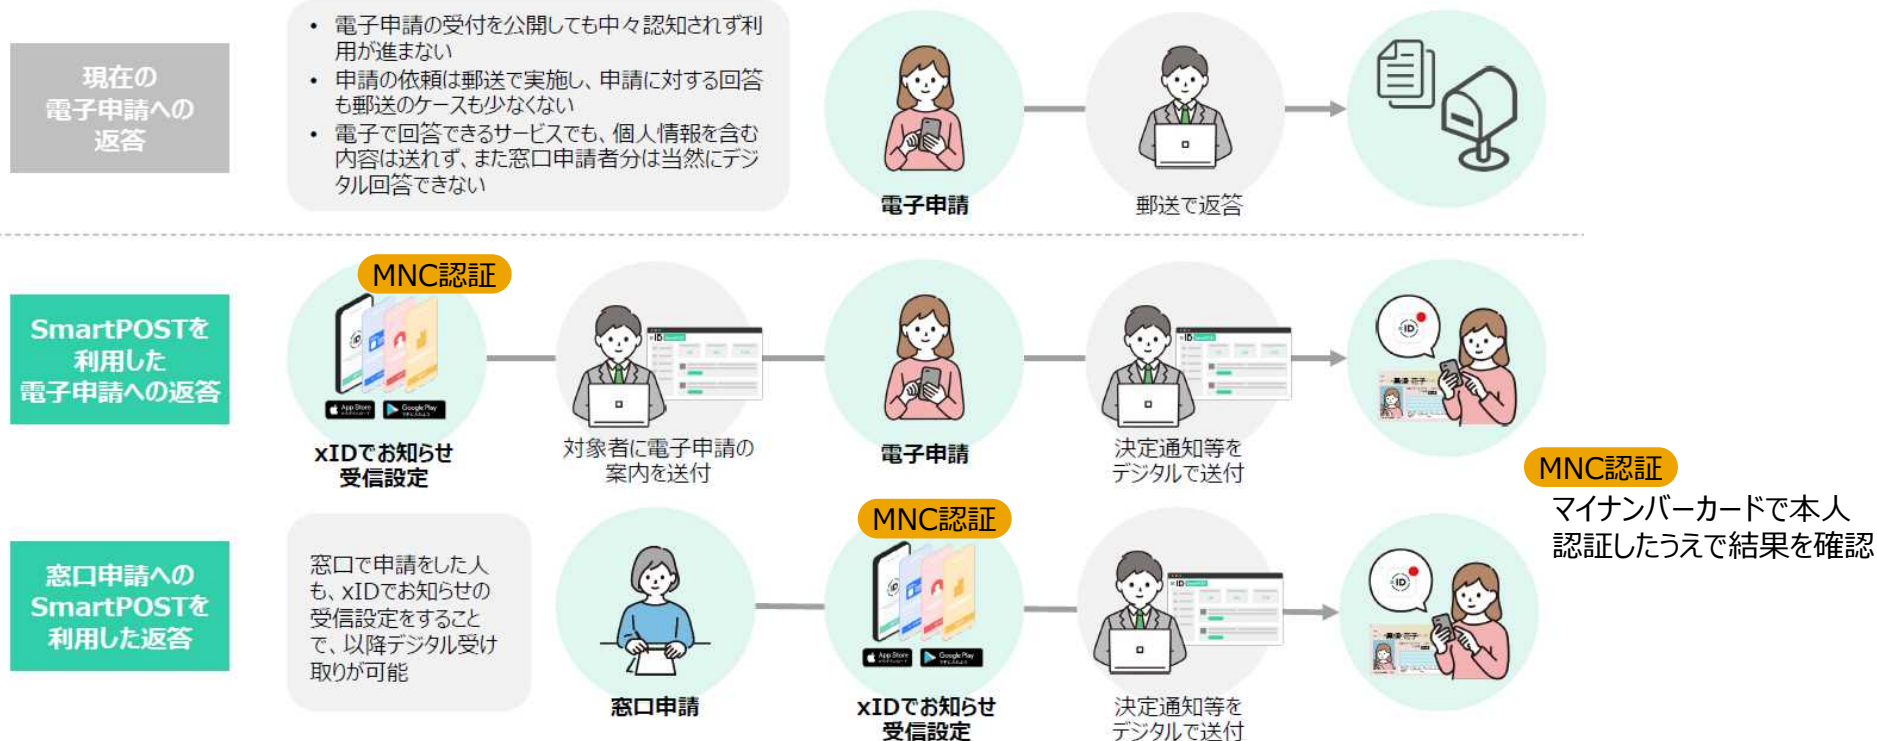 現在の
電子申請への
返答
• 電子申請の受付を公開しても中々認知されず利
用が進まない
• 申請の依頼は郵送で実施し、申請に対する回答
も郵送のケースも少なくない
• 電子で回答できるサービスでも、個人情報を含む
内容は送れず、また窓口申請者分は当然にデジ
タル回答できない
電子申請
郵送で返答
SmartPOSTを
利用した
電子申請への返答
MNC認証
App Store
Google Play
xIDでお知らせ
受信設定
ID
対象者に電子申請の
案内を送付
電子申請
ID
決定通知等を
デジタルで送付
ID
MNC認証
マイナンバーカードで本人
認証したうえで結果を確認
窓口申請への
SmartPOSTを
利用した返答
窓口で申請をした人
も、xIDでお知らせの
受信設定をすること
で、以降デジタル受け
取りが可能
窓口申請
MNC認証
App Store
Google Play
xIDでお知らせ
受信設定
ID
決定通知等を
デジタルで送付
ID